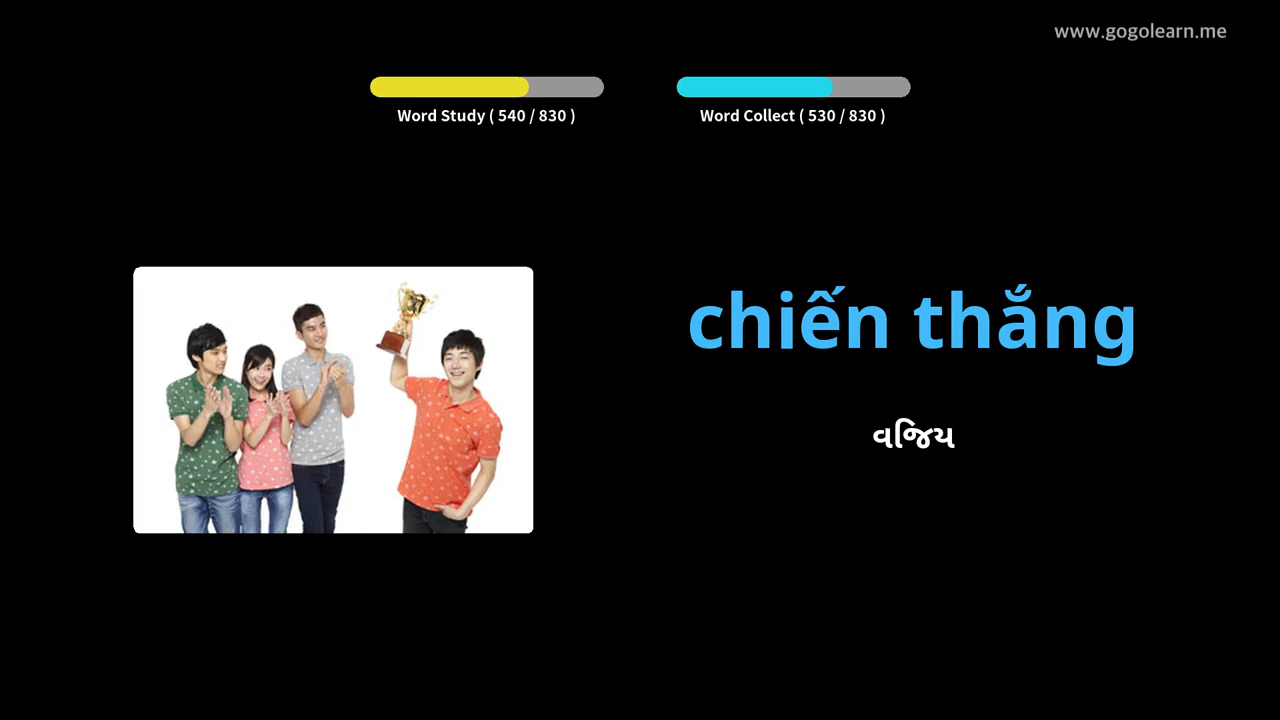 www.gogolearn.me
Word Study ( 540 / 830 )
Word Collect ( 530 / 830 )
chiến thắng
વિજય